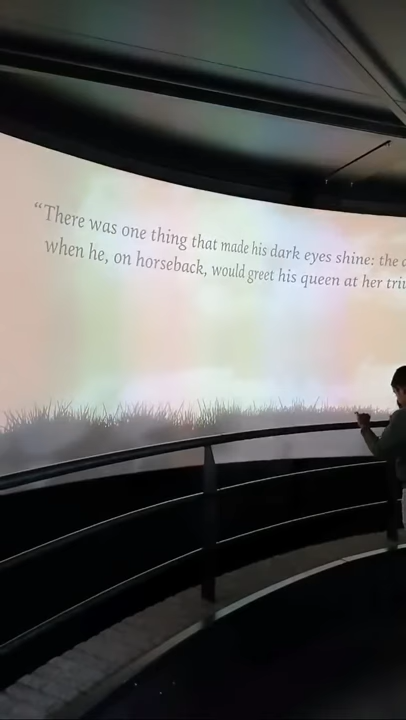 “There was one thing that made his dark eyes shine: the
when he, on horseback, would greet his queen at her